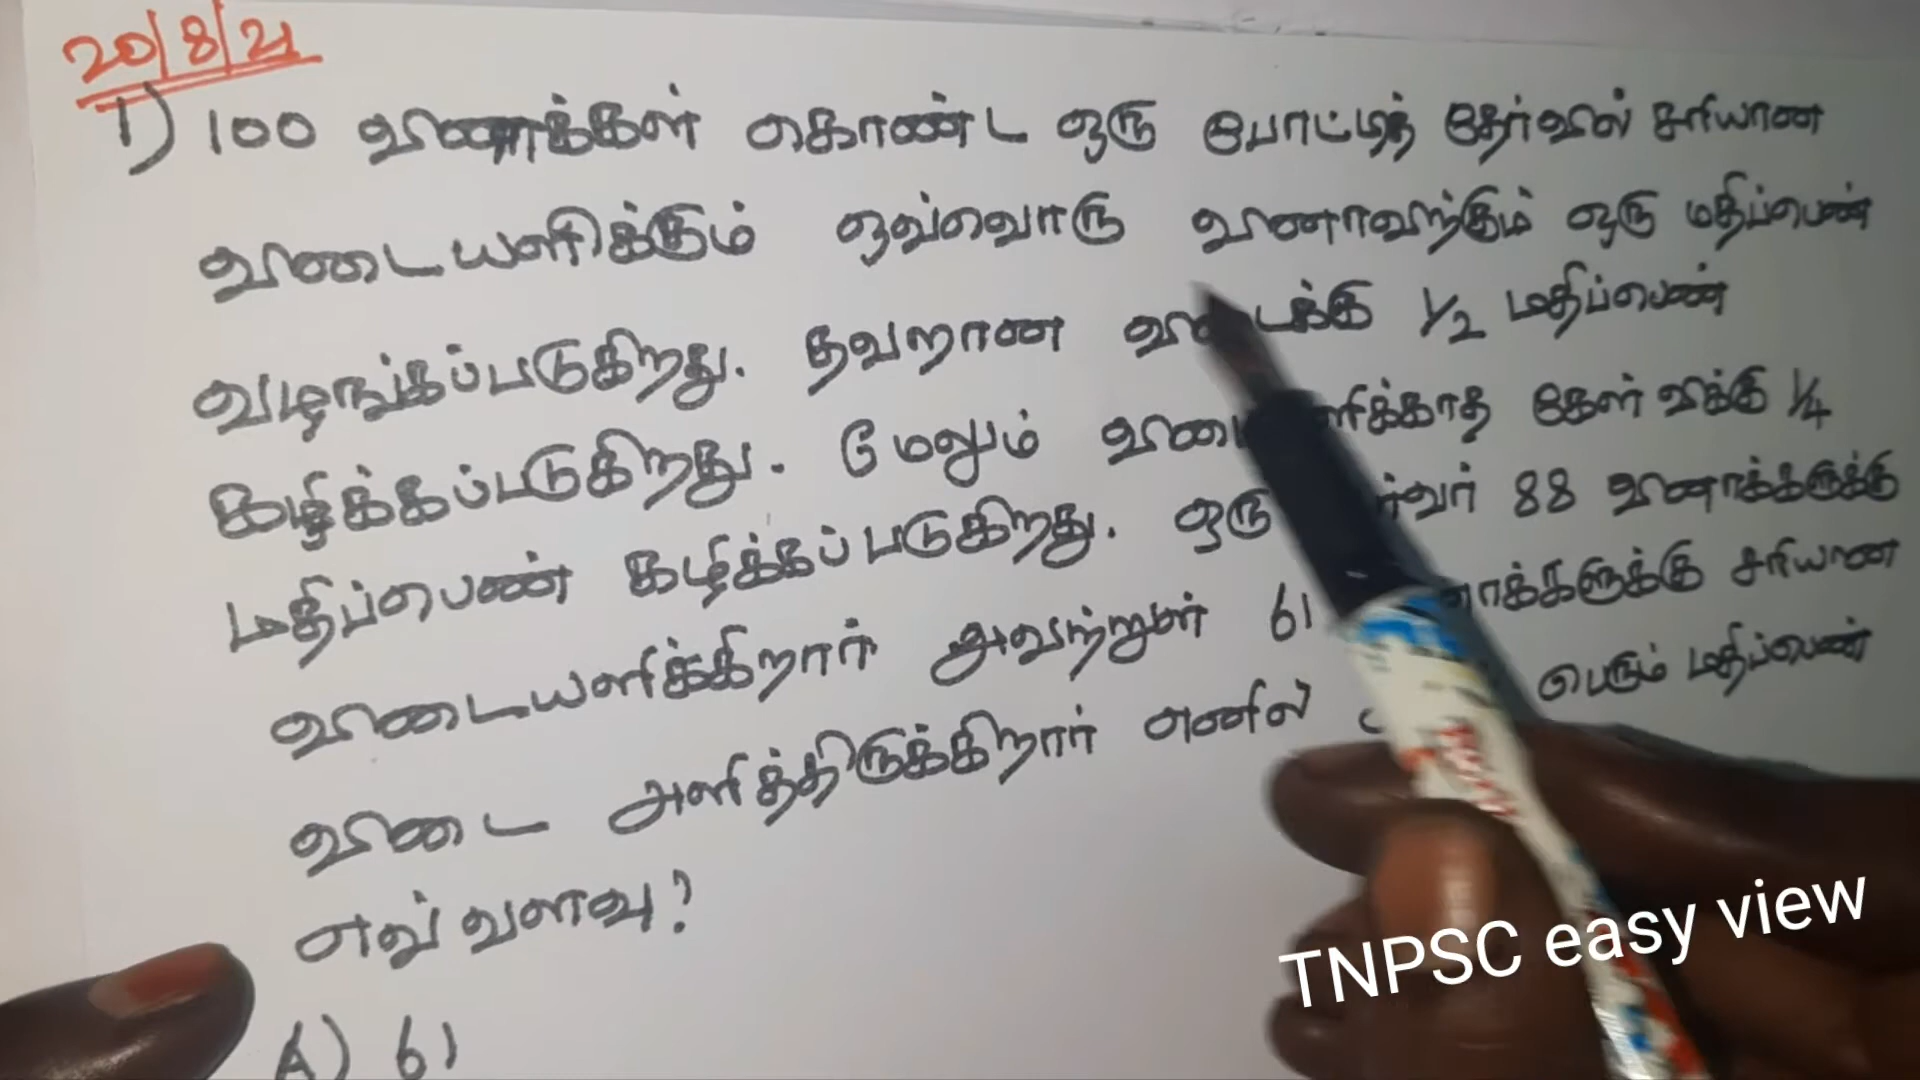 20/8/21
1) 100 வினாக்கள் கொண்ட ஒரு போட்டித் தேர்வில் சரியான
விடையளிக்கும் ஒவ்வொரு வினாவிற்கும் ஒரு மதிப்பெண்
வழங்கப்படுகிறது. தவறான 1/2 மதிப்பெண்
கழிக்கப்படுகிறது. மேலும் கேள்விக்கு 1/4
மதிப்பெண் கழிக்கப்படுகிறது. ஒரு 88 வினாக்களுக்கு
விடையளிக்கிறார் அவற்றுள் 61 சரியான
விடை அளித்திருக்கிறார் எனில் பெரும் மதிப்பெண்
எவ்வளவு?
A) 61
TNPSC easy view